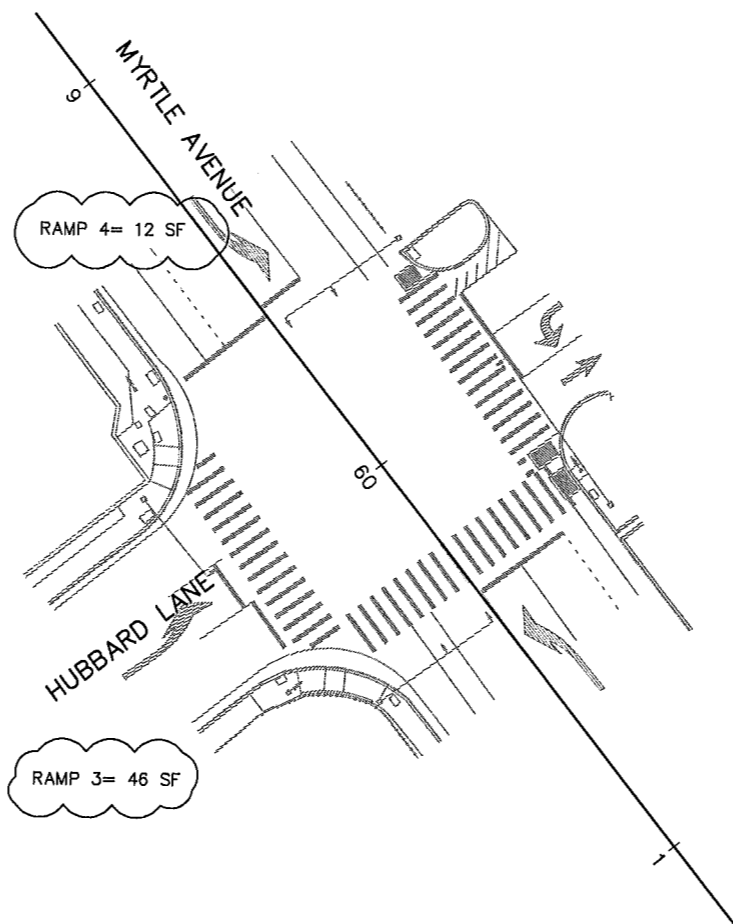 MYRTLE AVENUE
9
RAMP 4= 12 SF
60
HUBBARD LANE
RAMP 3= 46 SF
1